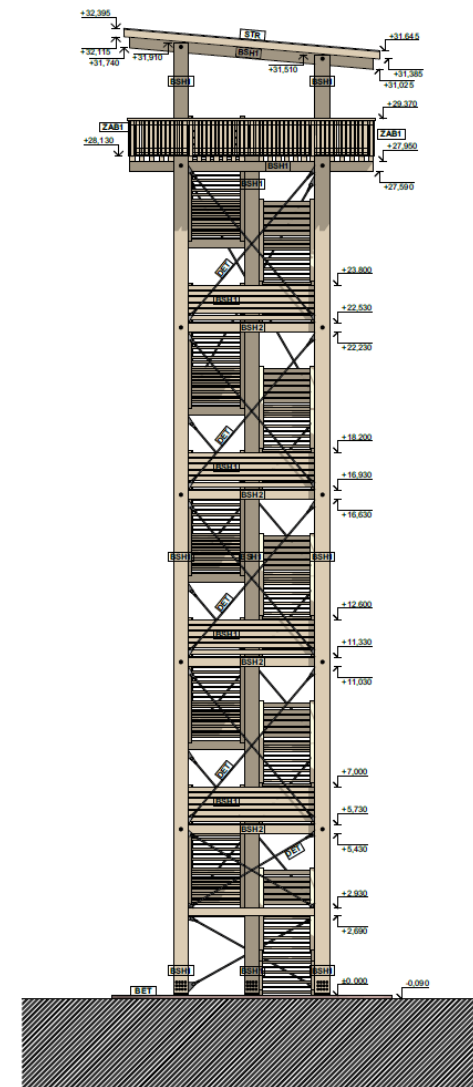 +32,395
STR
+31.645
+32,115
+31,740
+31,910
BSH1
+31,510
+31,385
+31,025
BSH1
BSH1
+29,370
ZAB1
ZAB1
+28,130
+27,950
BSH1
+27,590
BSH1
DET
+23.800
BSH1
+22,530
BSH2
+22,230
DET
+18,200
BSH1
+16,930
BSH2
+16,630
BSH1
BSH1
BSH1
DET
+12,600
BSH1
+11,330
BSH2
+11,030
DET
+7,000
BSH1
+5,730
BSH2
+5,430
DET
+2,930
+2,690
BSH1
BSH1
BSH1
BET
±0,000
-0,090